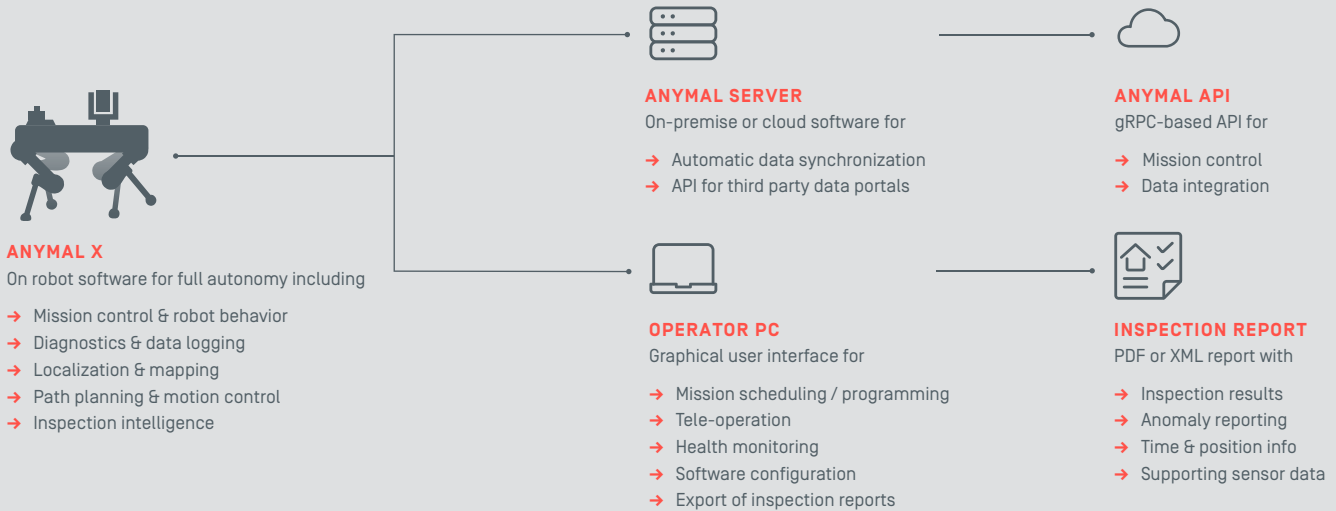 ANYMAL X
On robot software for full autonomy including
→ Mission control & robot behavior
→ Diagnostics & data logging
→ Localization & mapping
→ Path planning & motion control
→ Inspection intelligence
ANYMAL SERVER
On-premise or cloud software for
→ Automatic data synchronization
→ API for third party data portals
ANYMAL API
gRPC-based API for
→ Mission control
→ Data integration
OPERATOR PC
Graphical user interface for
→ Mission scheduling / programming
→ Tele-operation
→ Health monitoring
→ Software configuration
→ Export of inspection reports
INSPECTION REPORT
PDF or XML report with
→ Inspection results
→ Anomaly reporting
→ Time & position info
→ Supporting sensor data